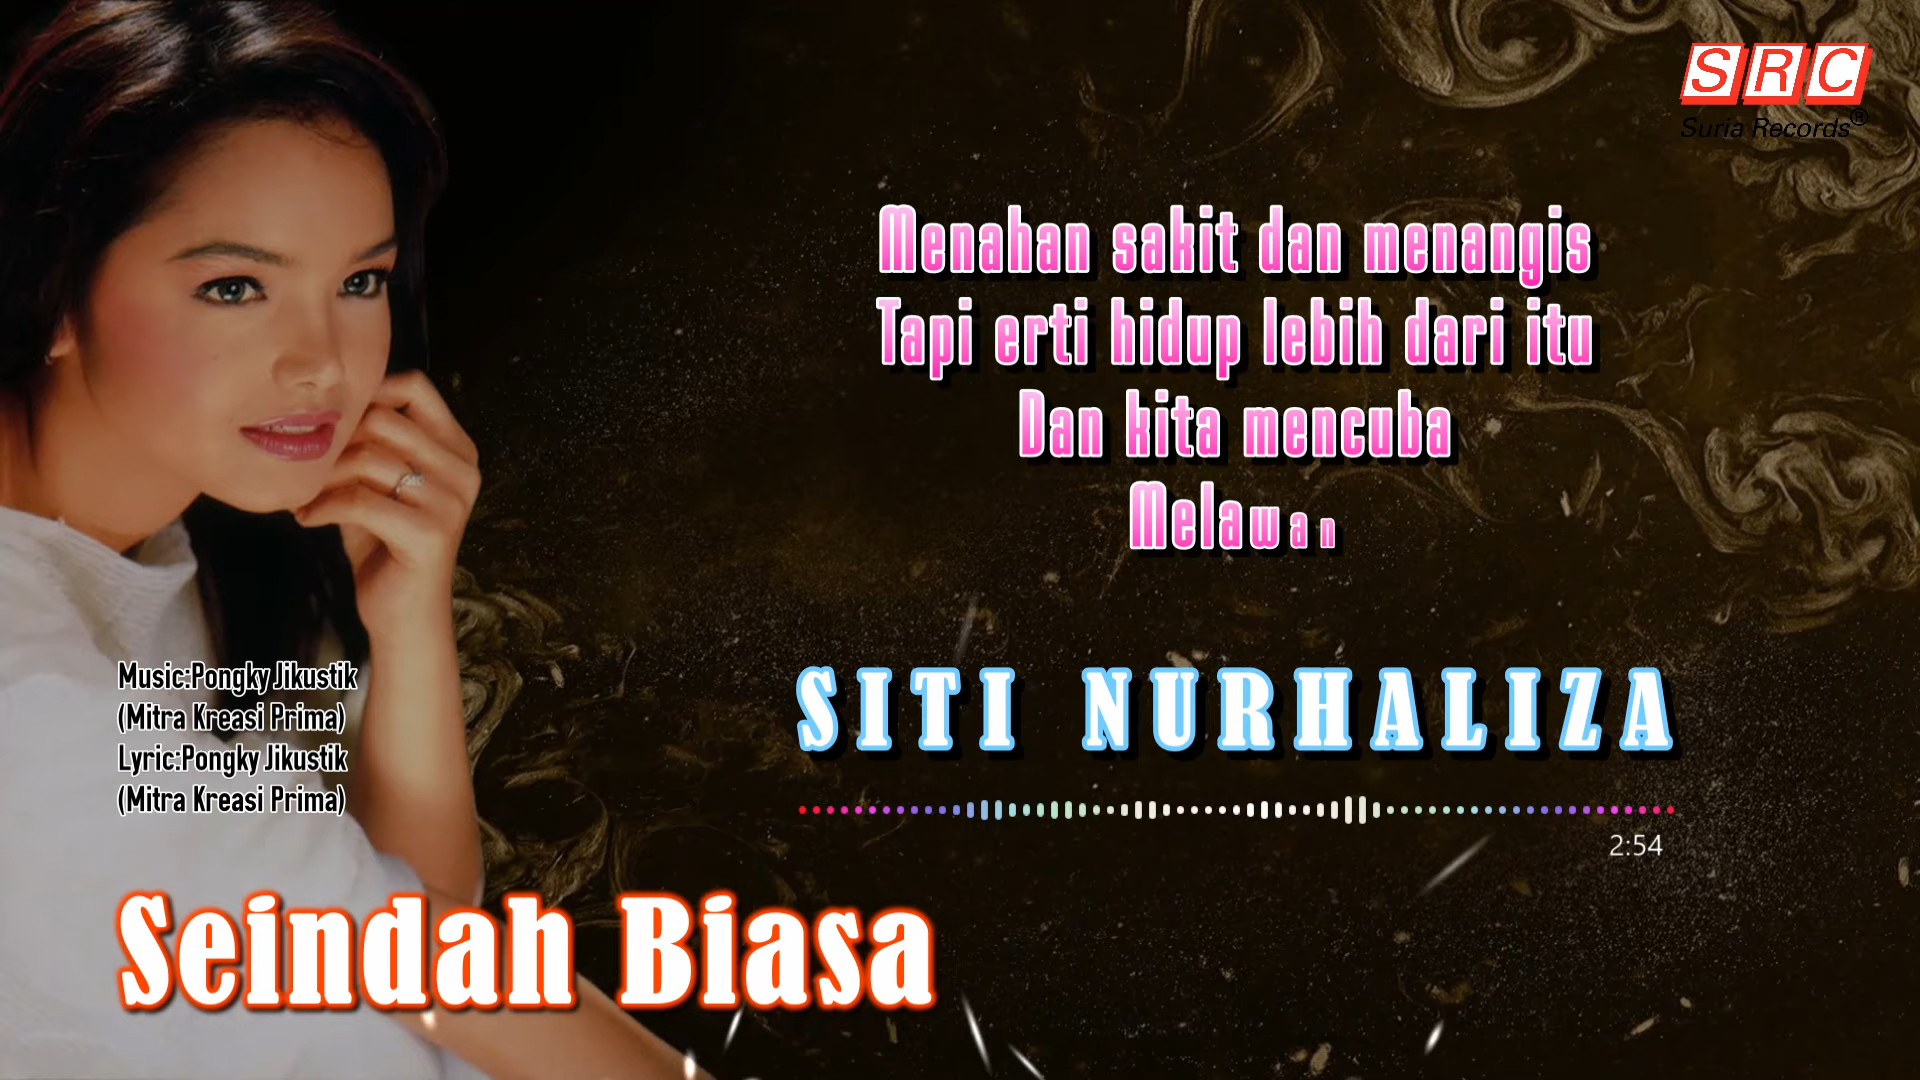 SRC
Suria Records®
Menahan sakit dan menangis
Tapi erti hidup lebih dari itu
Dan kita mencuba
Melawan
Music:Pongky Jikustik
(Mitra Kreasi Prima)
Lyric:Pongky Jikustik
(Mitra Kreasi Prima)
SITI NURHALIZA
2:54
Seindah Biasa